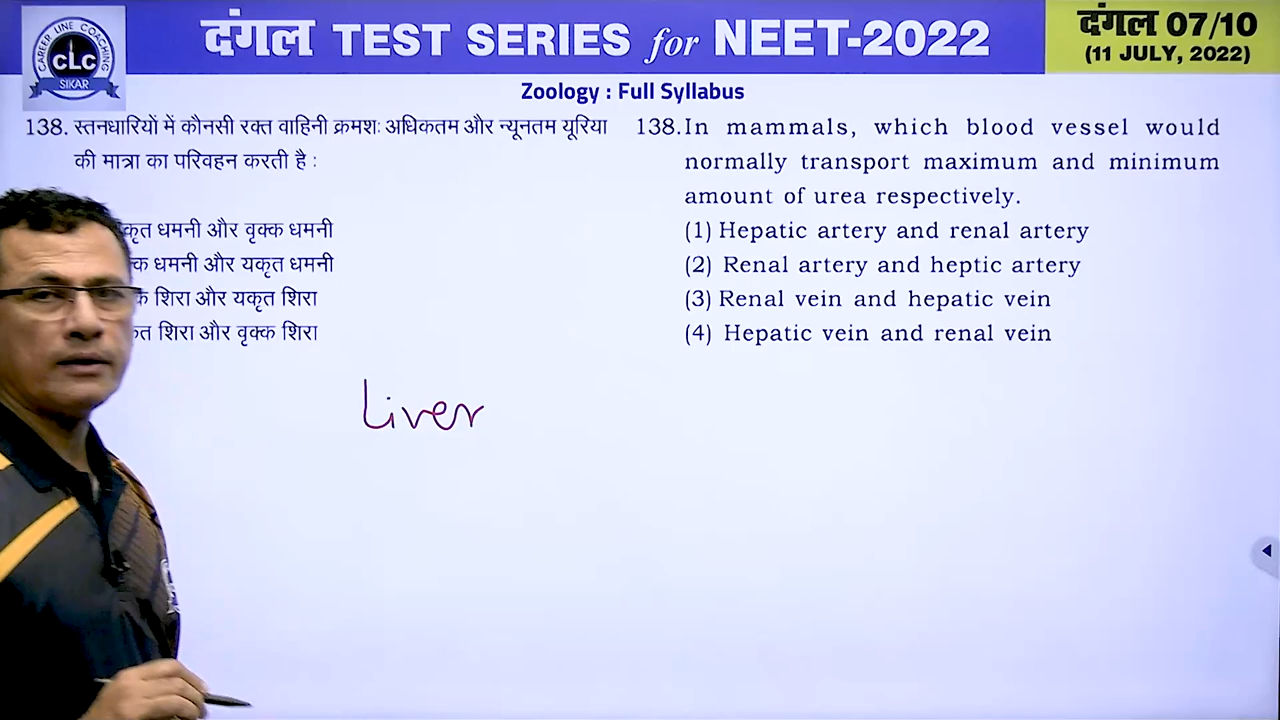 CAREER LINE COACHING
CLC
SIKAR
दंगल TEST SERIES for NEET-2022
दंगल 07/10
(11 JULY, 2022)
Zoology : Full Syllabus
138. स्तनधारियों में कौनसी रक्त वाहिनी क्रमशः अधिकतम और न्यूनतम यूरिया
की मात्रा का परिवहन करती है :
धमनी और वृक्क धमनी
धमनी और यकृत धमनी
शिरा और यकृत शिरा
शिरा और वृक्क शिरा
138. In mammals, which blood vessel would
normally transport maximum and minimum
amount of urea respectively.
(1) Hepatic artery and renal artery
(2) Renal artery and heptic artery
(3) Renal vein and hepatic vein
(4) Hepatic vein and renal vein
Liver